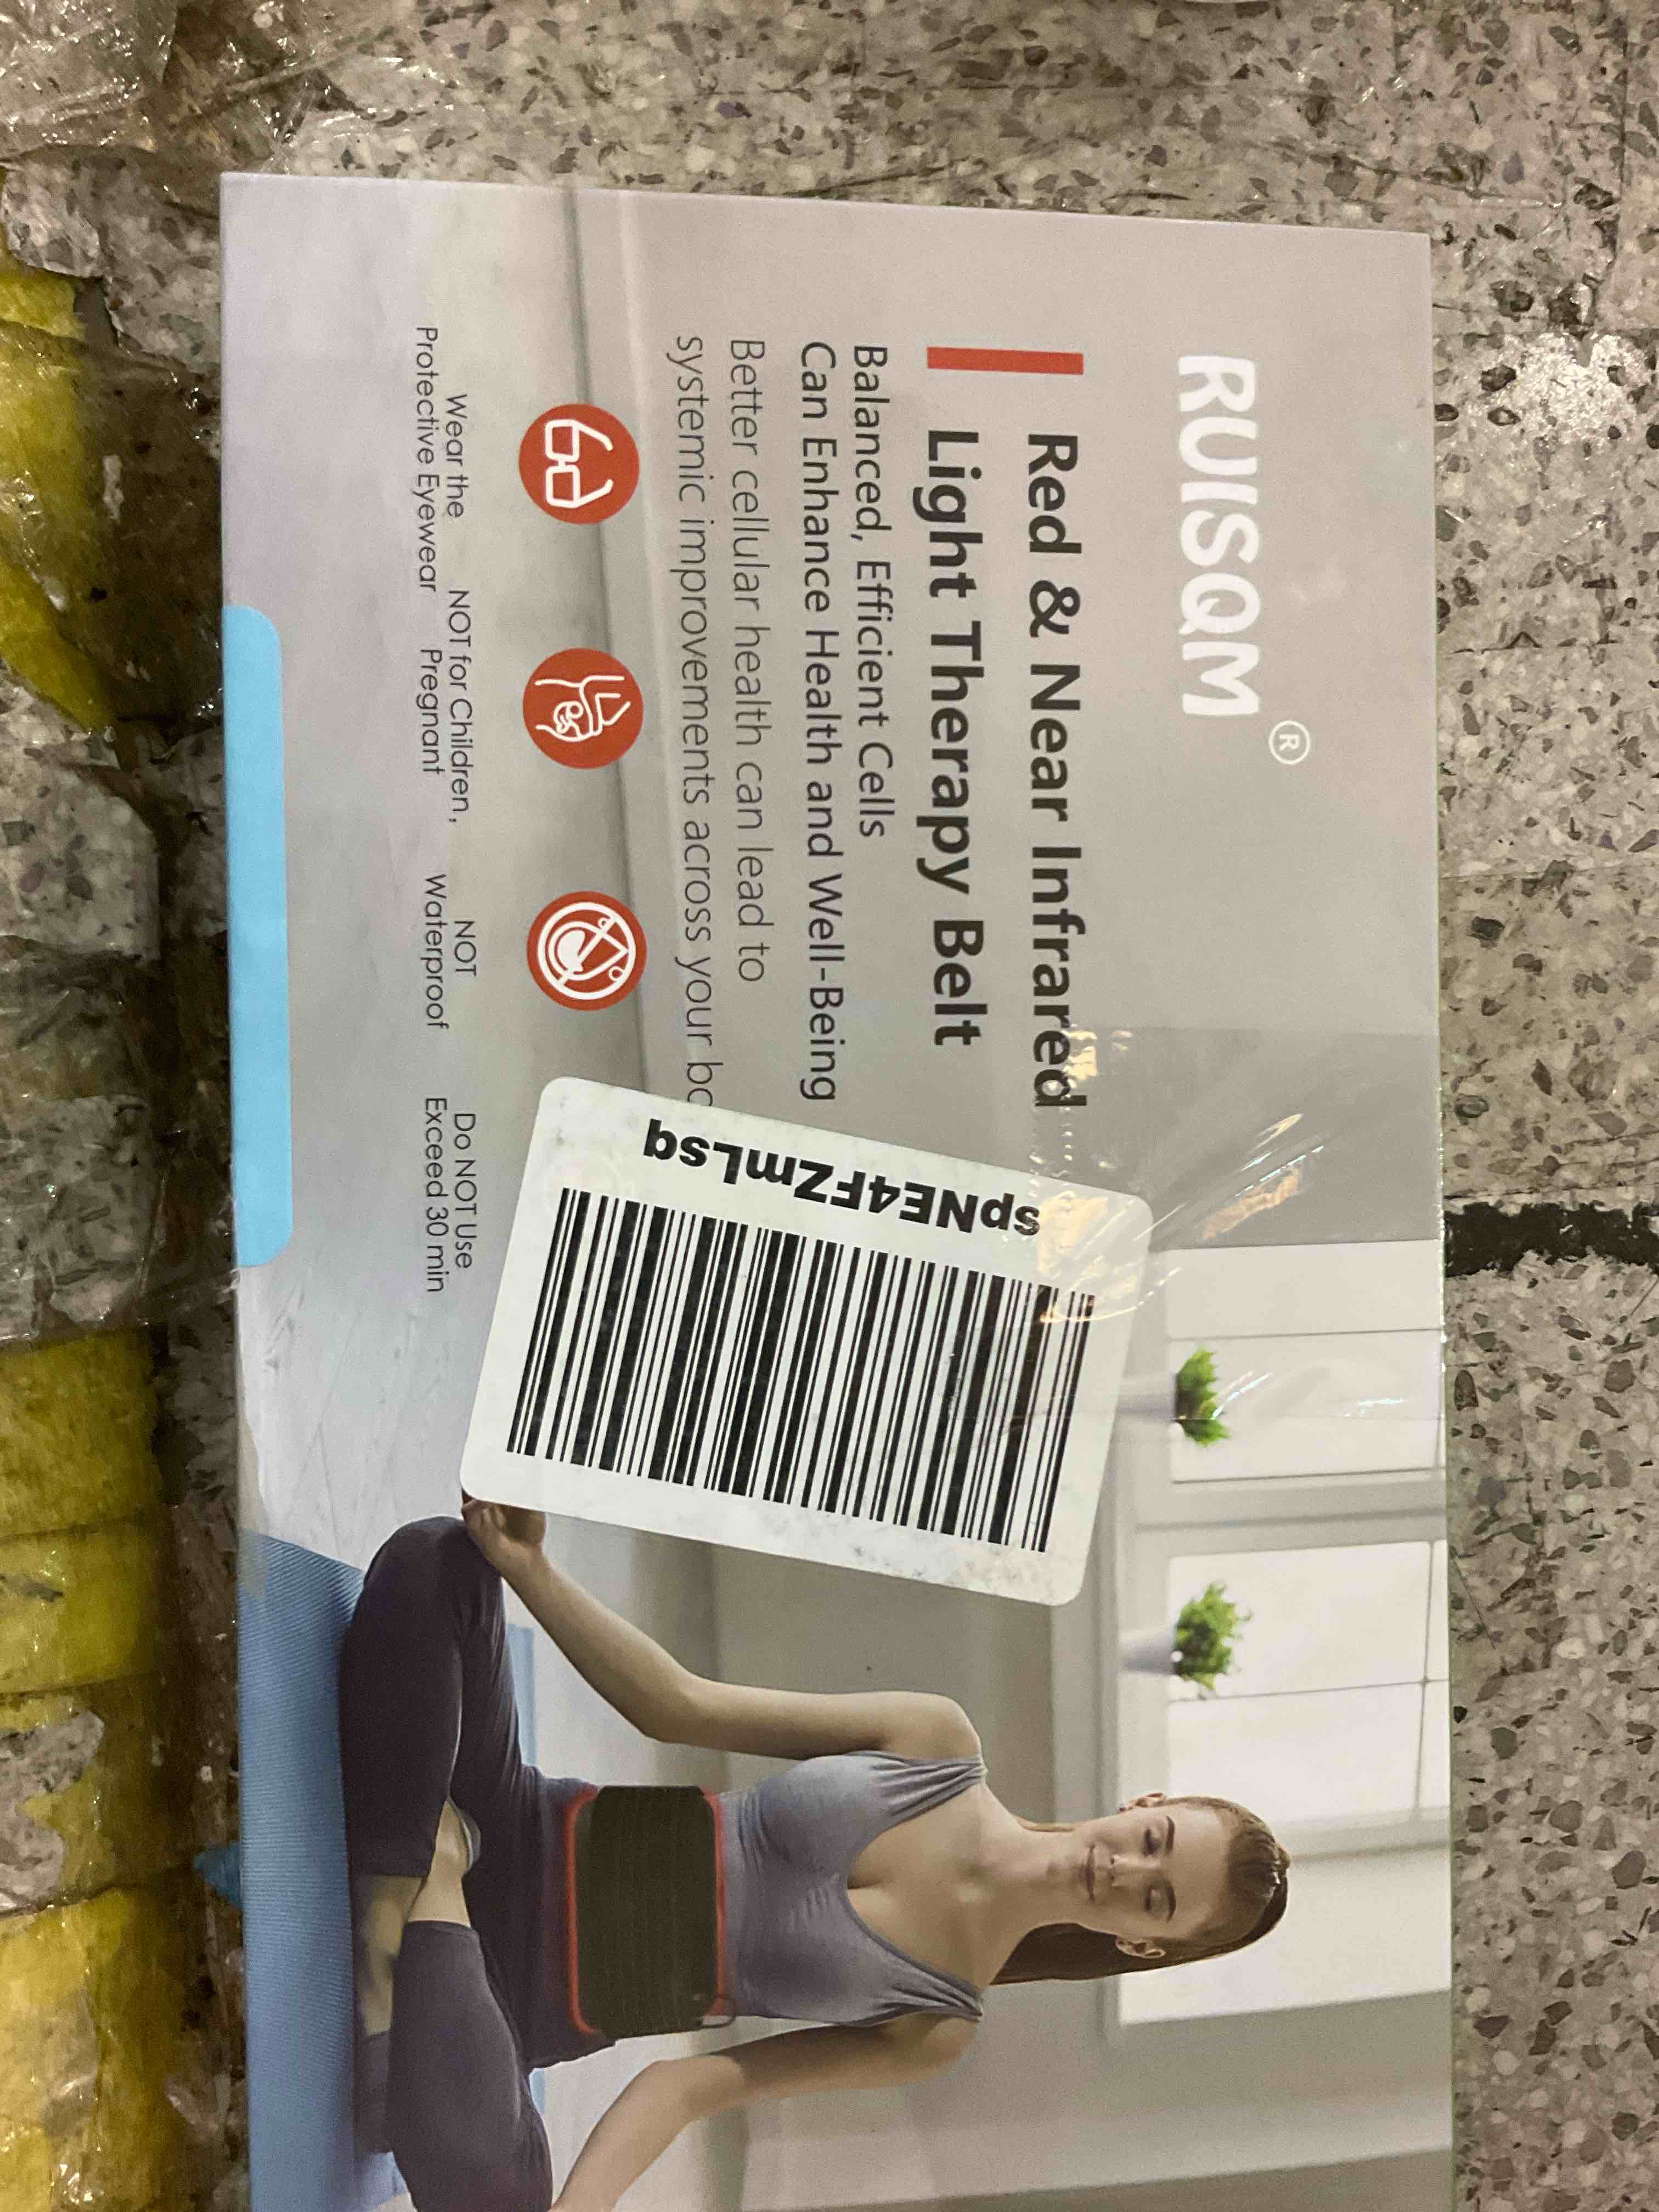 RUISQM®
Red & Near Infrared
Light Therapy Belt
Balanced, Efficient Cells
Can Enhance Health and Well-Being
Better cellular health can lead to
systemic improvements across your
Wear the
Protective Eyewear
NOT for Children,
Pregnant
NOT
Waterproof
Do NOT Use
Exceed 30 min
spNE4FZmLsq